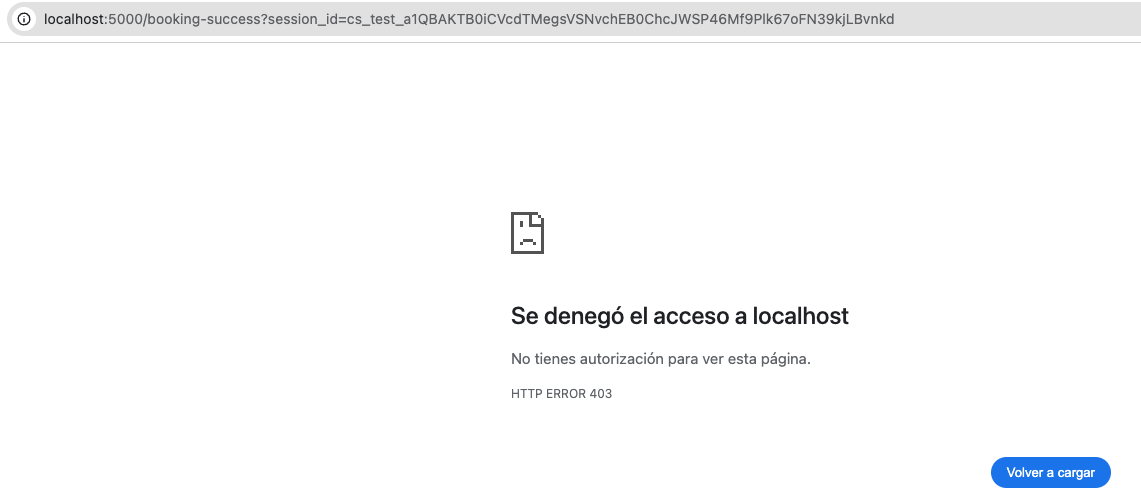 localhost:5000/booking-success?session_id=cs_test_a1QBAKTB0iCVcdTMegsVSNvchEB0ChcJWSP46Mf9Plk67oFN39kjLBvnkd
Se denegó el acceso a localhost
No tienes autorización para ver esta página.
HTTP ERROR 403
Volver a cargar